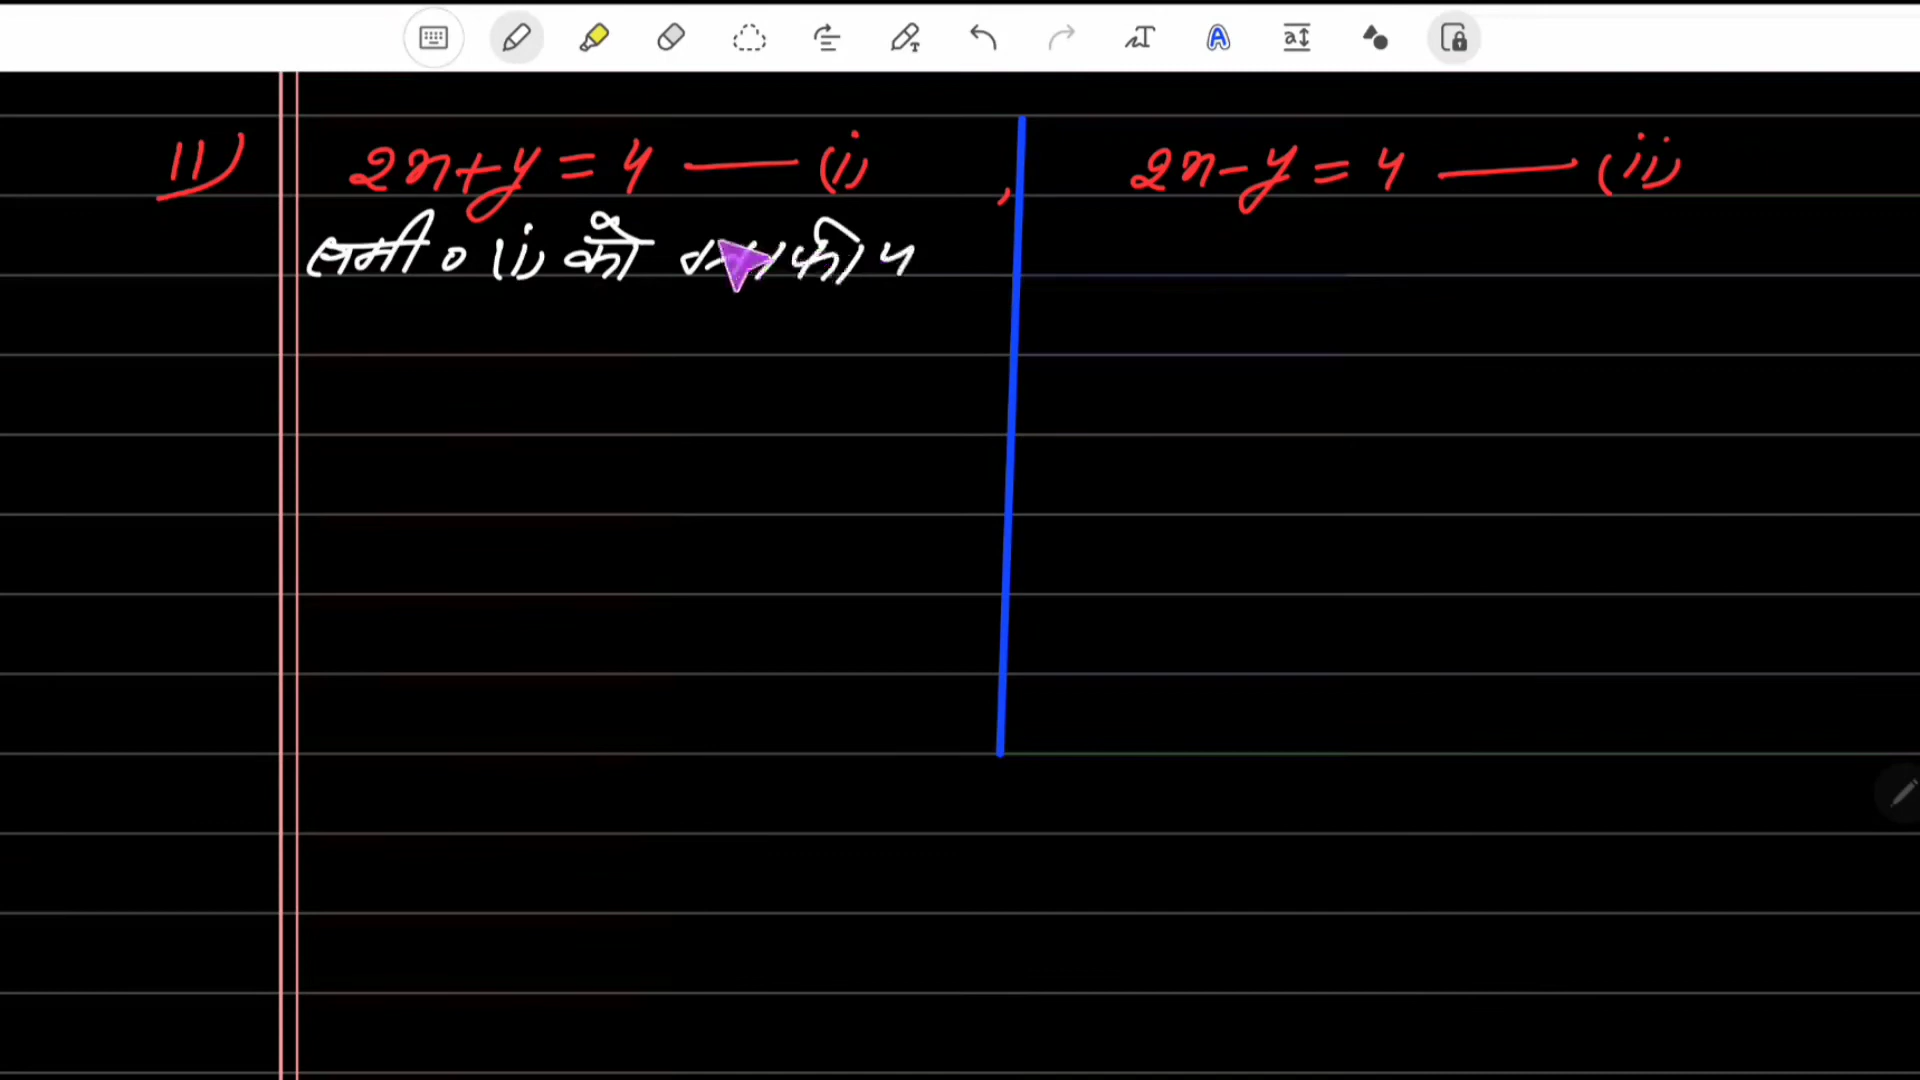 11) 2x+y=4 — (i) , 2x-y=4 — (ii)
समी० (i) को